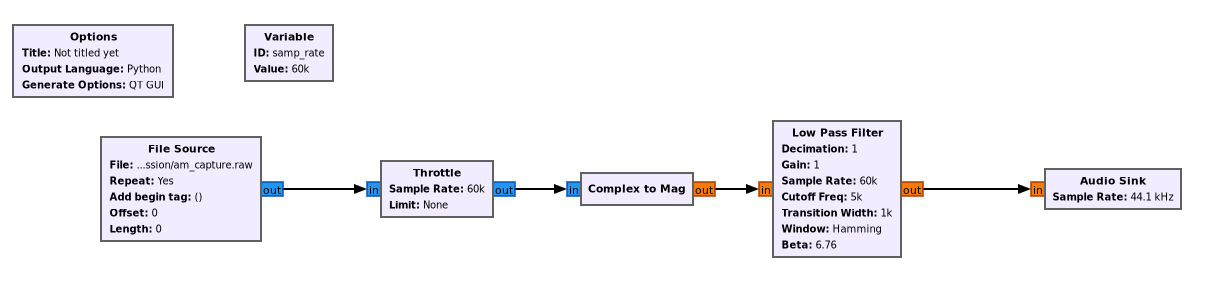 Options
Title: Not titled yet
Output Language: Python
Generate Options: QT GUI
Variable
ID: samp_rate
Value: 60k
File Source
File: ...ssion/am_capture.raw
Repeat: Yes
Add begin tag: ()
Offset: 0
Length: 0
out
in
Throttle
Sample Rate: 60k
Limit: None
out
in
Complex to Mag
out
in
Low Pass Filter
Decimation: 1
Gain: 1
Sample Rate: 60k
Cutoff Freq: 5k
Transition Width: 1k
Window: Hamming
Beta: 6.76
out
in
Audio Sink
Sample Rate: 44.1 kHz